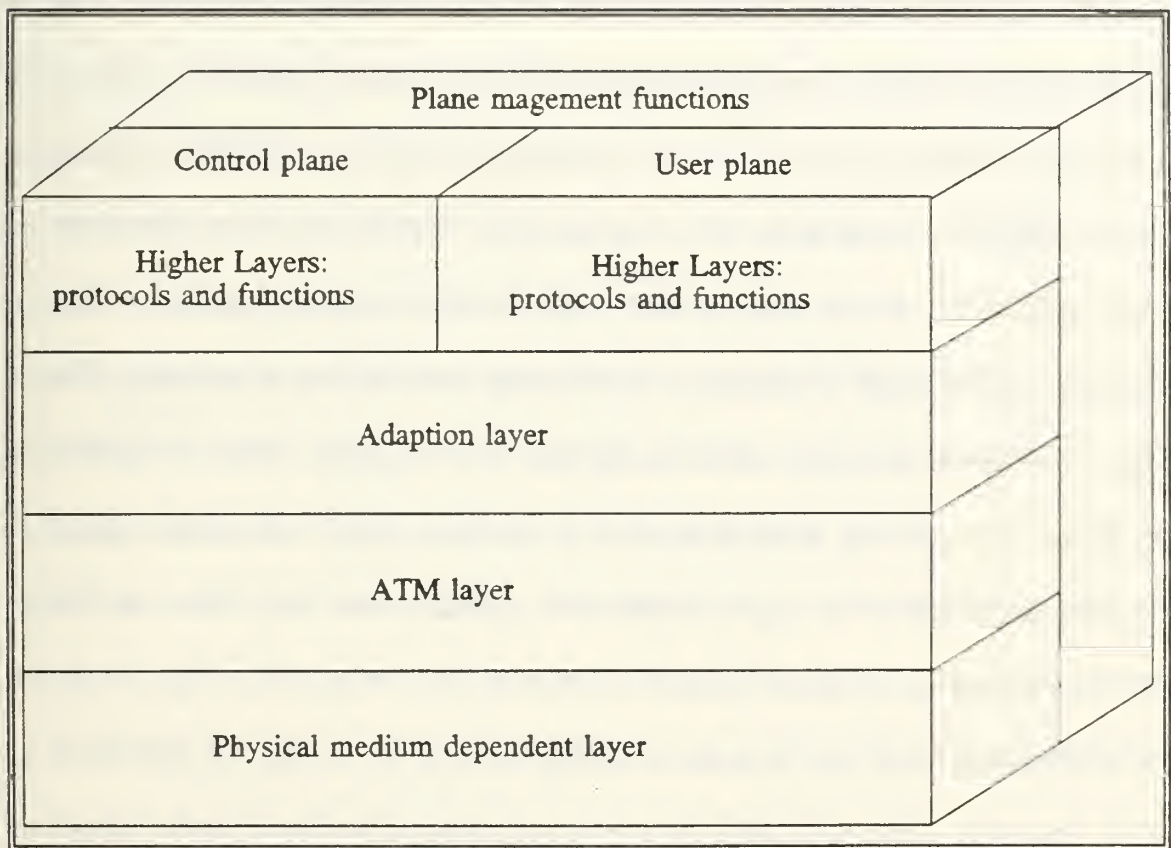 Plane magement functions
Control plane
User plane
Higher Layers:
protocols and functions
Higher Layers:
protocols and functions
Adaption layer
ATM layer
Physical medium dependent layer